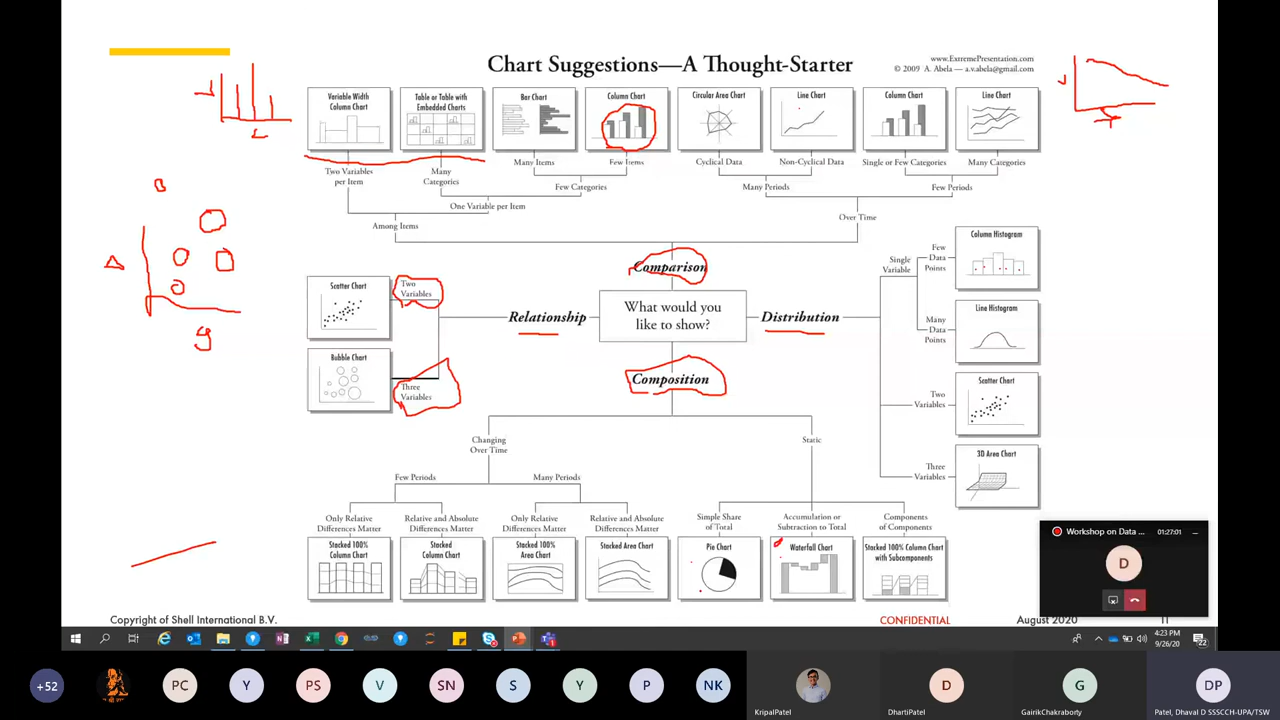 Chart Suggestions—A Thought-Starter
www.ExtremePresentation.com
© 2009 A. Abela — a.v.abela@gmail.com
Variable Width
Column Chart
Table or Table with
Embedded Charts
Bar Chart
Column Chart
Circular Area Chart
Line Chart
Column Chart
Line Chart
Many Items
Few Items
Cyclical Data
Non-Cyclical Data
Single or Few Categories
Many Categories
Two Variables
per Item
Many
Categories
Few Categories
Many Periods
Few Periods
One Variable per Item
Among Items
Over Time
Comparison
What would you
like to show?
Relationship
Distribution
Composition
Scatter Chart
Two
Variables
Bubble Chart
Three
Variables
Single
Variable
Few
Data
Points
Column Histogram
Many
Data
Points
Line Histogram
Two
Variables
Scatter Chart
Three
Variables
3D Area Chart
Changing
Over Time
Static
Few Periods
Many Periods
Only Relative
Differences Matter
Relative and Absolute
Differences Matter
Only Relative
Differences Matter
Relative and Absolute
Differences Matter
Simple Share
of Total
Accumulation or
Subtraction to Total
Components
of Components
Stacked 100%
Column Chart
Stacked
Column Chart
Stacked 100%
Area Chart
Stacked Area Chart
Pie Chart
Waterfall Chart
Stacked 100% Column Chart
with Subcomponents
Workshop on Data ...
01:27:01
D
Copyright of Shell International B.V.
CONFIDENTIAL
August 2020
11
4:23 PM
9/26/20
22
+52
PC
Y
PS
V
SN
S
Y
P
NK
KripalPatel
D
DhartiPatel
G
GairikChakraborty
DP
Patel, Dhaval D SSSCCH-UPA/TSW